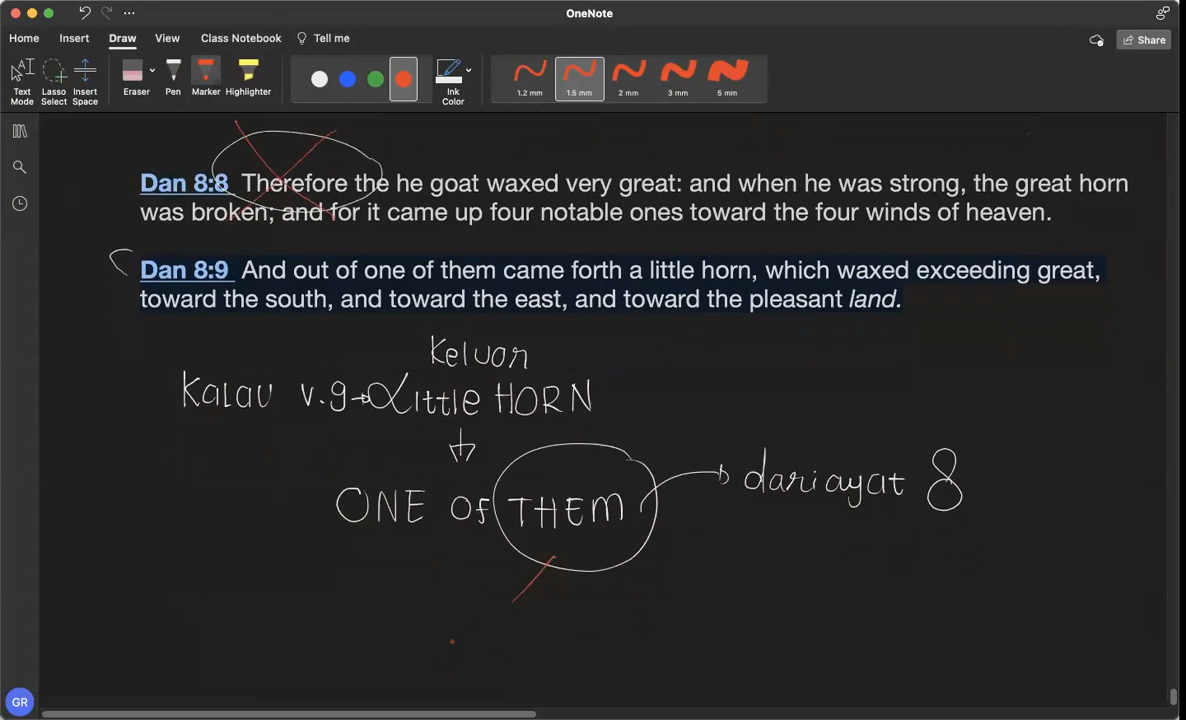 OneNote
Home Insert Draw View Class Notebook Tell me Share
Text Mode Lasso Select Insert Space Eraser Pen Marker Highlighter Ink Color 1.2 mm 1.5 mm 2 mm 3 mm 5 mm
Dan 8:8 Therefore the he goat waxed very great: and when he was strong, the great horn
was broken; and for it came up four notable ones toward the four winds of heaven.
Dan 8:9 And out of one of them came forth a little horn, which waxed exceeding great,
toward the south, and toward the east, and toward the pleasant land.
Keluar
Kalau v.9 → Little HORN
ONE OF THEM → dari ayat 8
GR